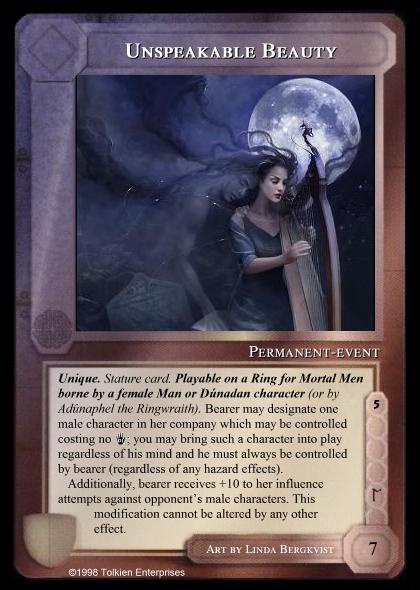 UNSPEAKABLE BEAUTY
PERMANENT-EVENT
Unique. Stature card. Playable on a Ring for Mortal Men
borne by a female Man or Dúnadan character (or by
Adûnaphel the Ringwraith). Bearer may designate one
male character in her company which may be controlled
costing no ; you may bring such a character into play
regardless of his mind and he must always be controlled
by bearer (regardless of any hazard effects).
Additionally, bearer receives +10 to her influence
attempts against opponent's male characters. This
modification cannot be altered by any other
effect.
5
ART BY LINDA BERGKVIST
7
©1998 Tolkien Enterprises